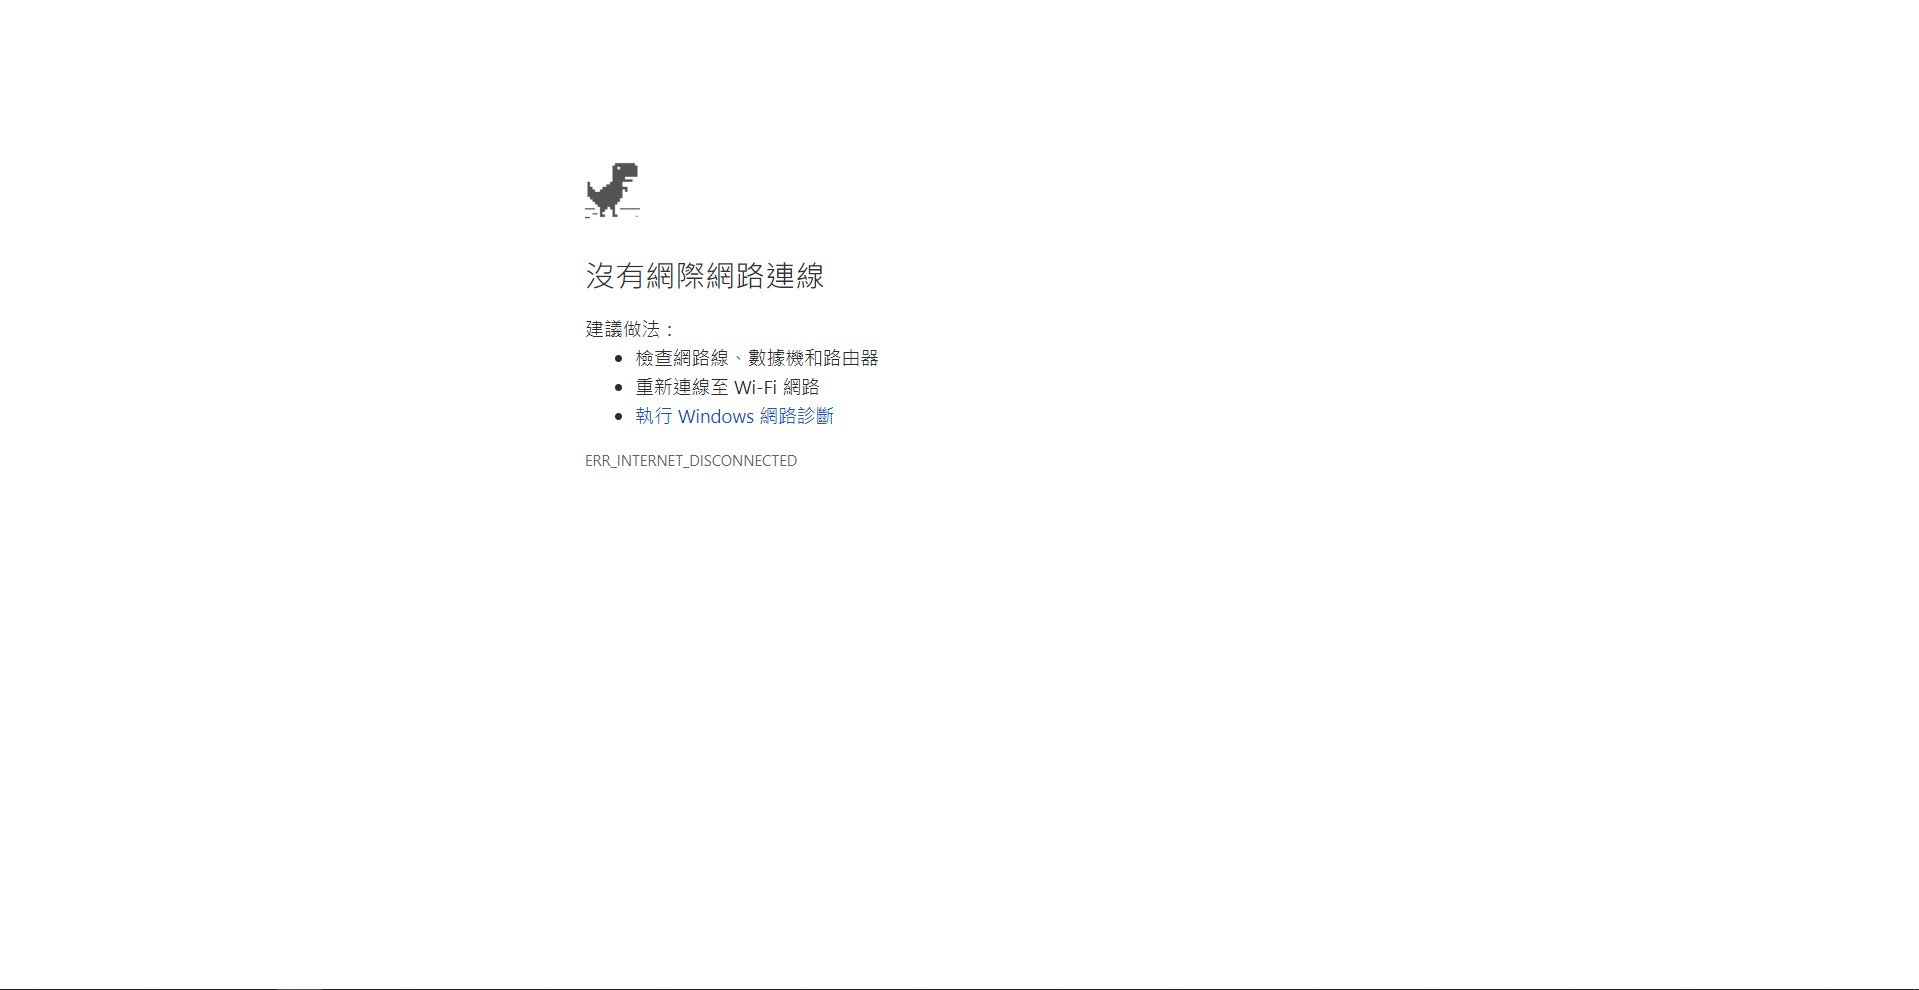 沒有網際網路連線
建議做法：
檢查網路線、數據機和路由器
重新連線至 Wi-Fi 網路
執行 Windows 網路診斷
ERR_INTERNET_DISCONNECTED